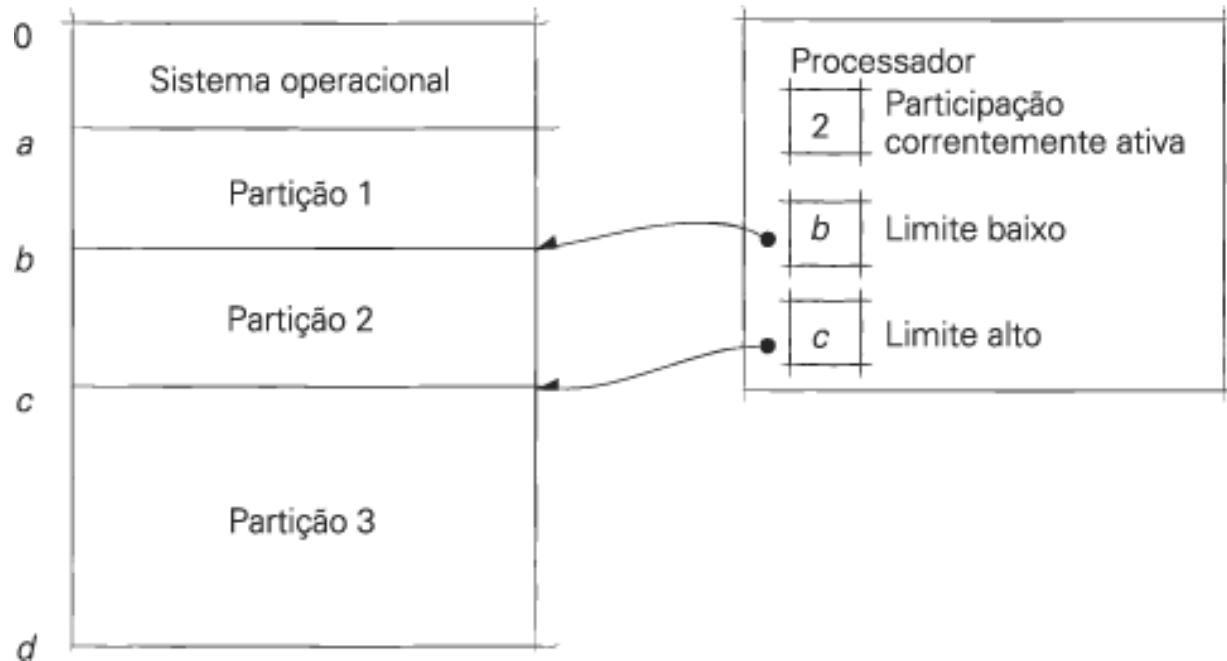 0
Sistema operacional
a
Partição 1
b
Partição 2
c
Partição 3
d
Processador
2
Participação
correntemente ativa
b
Limite baixo
c
Limite alto